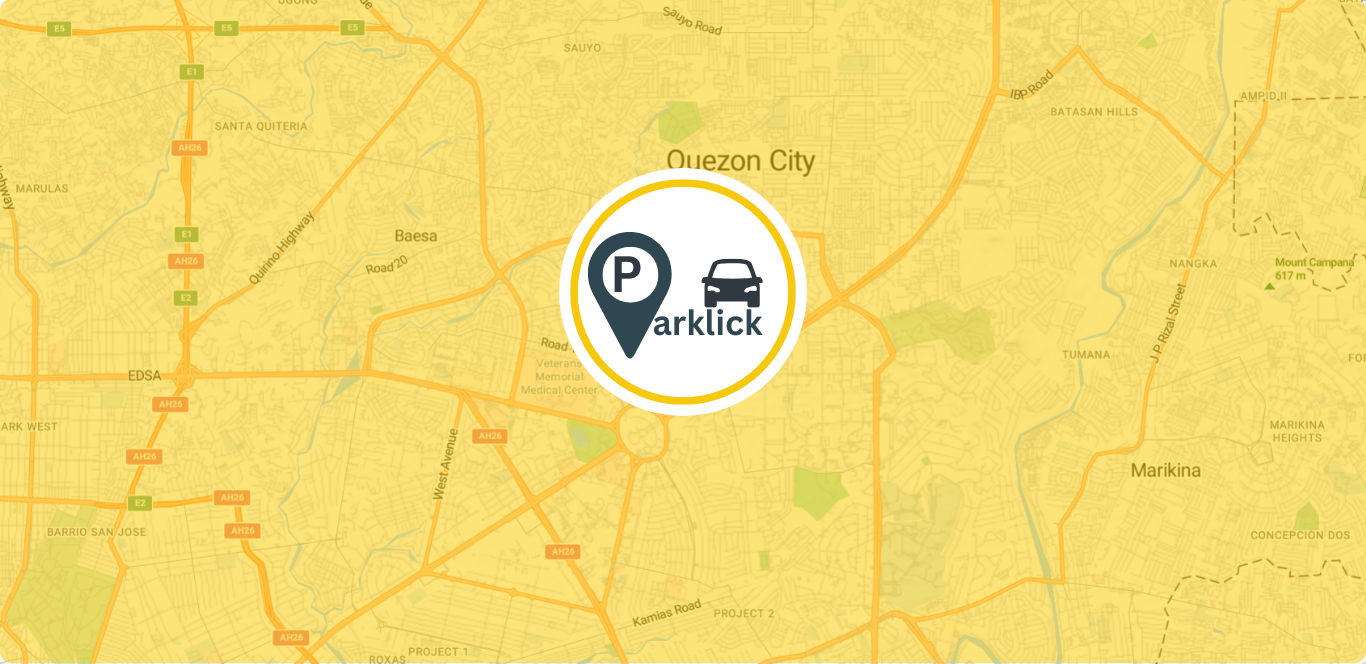 Sauyo Road
E5
E5
E5
SAUYO
E1
IBP Road
AMPID II
BATASAN HILLS
SANTA QUITERIA
AH26
Quezon City
MARULAS
E1
Baesa
Quirino Highway
Road 20
AH26
NANGKA
Mount Campana
617 m
P
arklick
E2
J P Rizal Street
Road
TUMANA
Veterans
Memorial
Medical Center
EDSA
AH26
ARK WEST
AH26
MARIKINA
HEIGHTS
West Avenue
AH26
Marikina
E2
AH26
BARRIO SAN JOSE
AH26
CONCEPCION DOS
AH26
Kamias Road
PROJECT 2
AH26
PROJECT 1
ROXAS